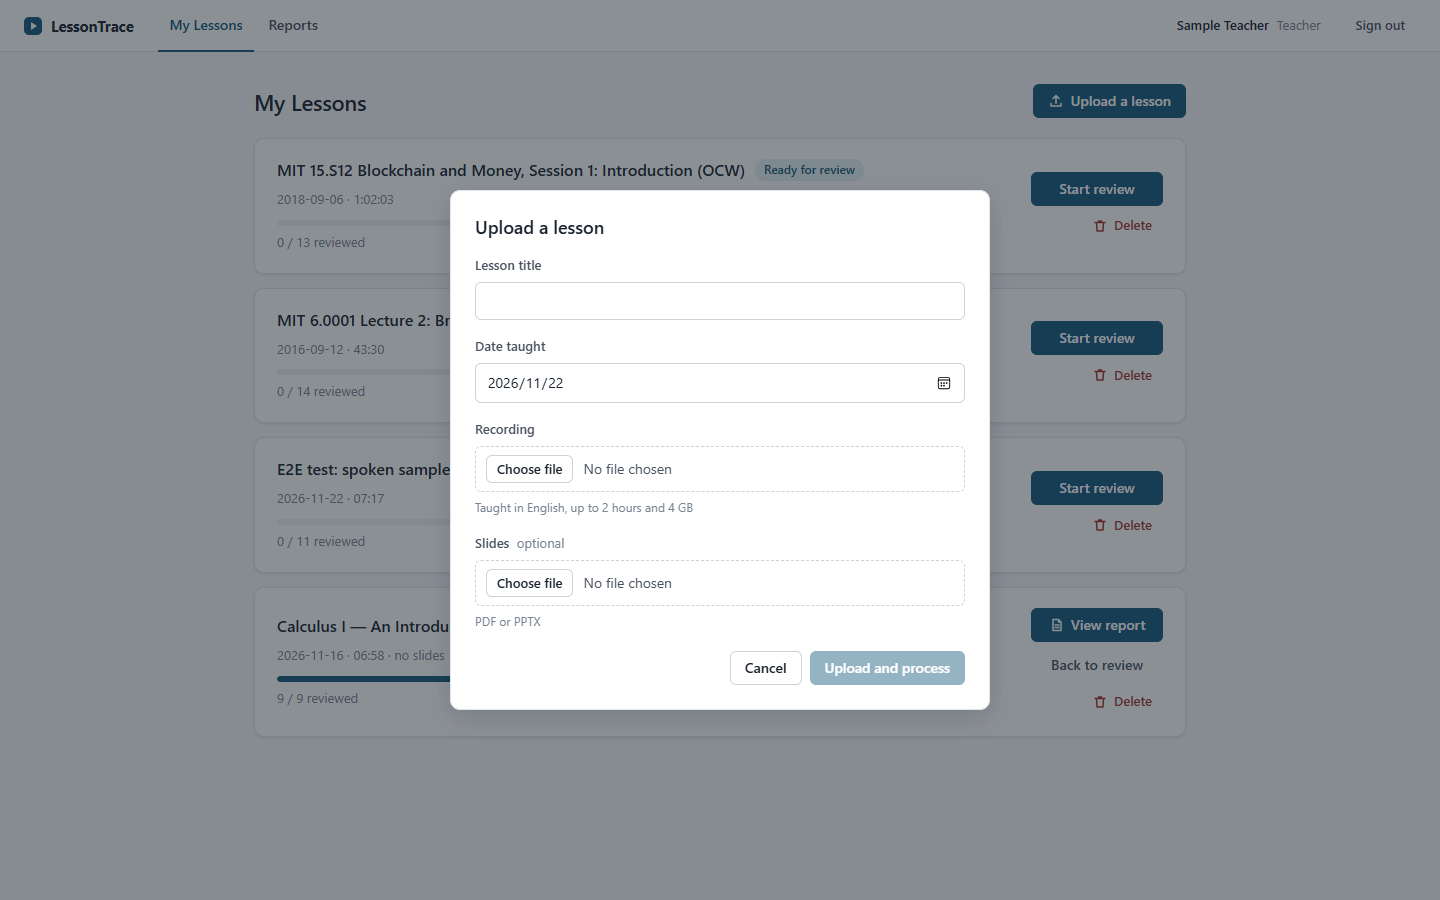 LessonTrace
My Lessons
Reports
Sample Teacher Teacher
Sign out
My Lessons
Upload a lesson
MIT 15.S12 Blockchain and Money, Session 1: Introduction (OCW) Ready for review
2018-09-06 · 1:02:03
0 / 13 reviewed
Start review
Delete
MIT 6.0001 Lecture 2: Br
2016-09-12 · 43:30
0 / 14 reviewed
Start review
Delete
E2E test: spoken sample
2026-11-22 · 07:17
0 / 11 reviewed
Start review
Delete
Calculus I — An Introdu
2026-11-16 · 06:58 · no slides
9 / 9 reviewed
View report
Back to review
Delete
Upload a lesson
Lesson title
Date taught
2026/11/22
Recording
Choose file No file chosen
Taught in English, up to 2 hours and 4 GB
Slides optional
Choose file No file chosen
PDF or PPTX
Cancel
Upload and process